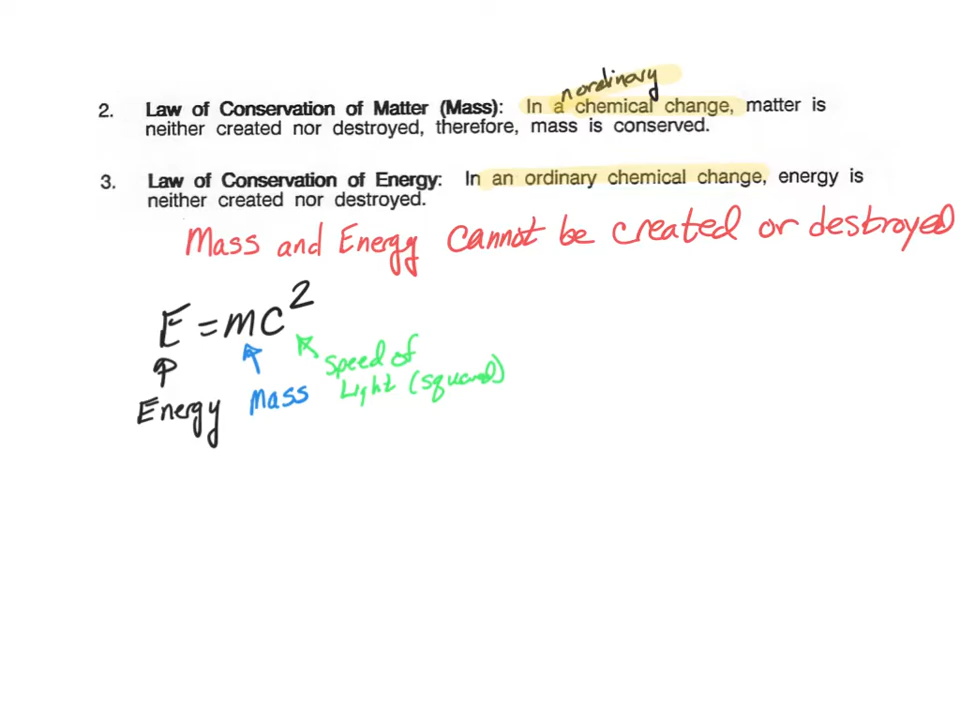 nordinary
2. Law of Conservation of Matter (Mass): In a chemical change, matter is
neither created nor destroyed, therefore, mass is conserved.
3. Law of Conservation of Energy: In an ordinary chemical change, energy is
neither created nor destroyed.
Mass and Energy cannot be created or destroyed
E = mc²
Speed of
Light (squared)
Energy Mass